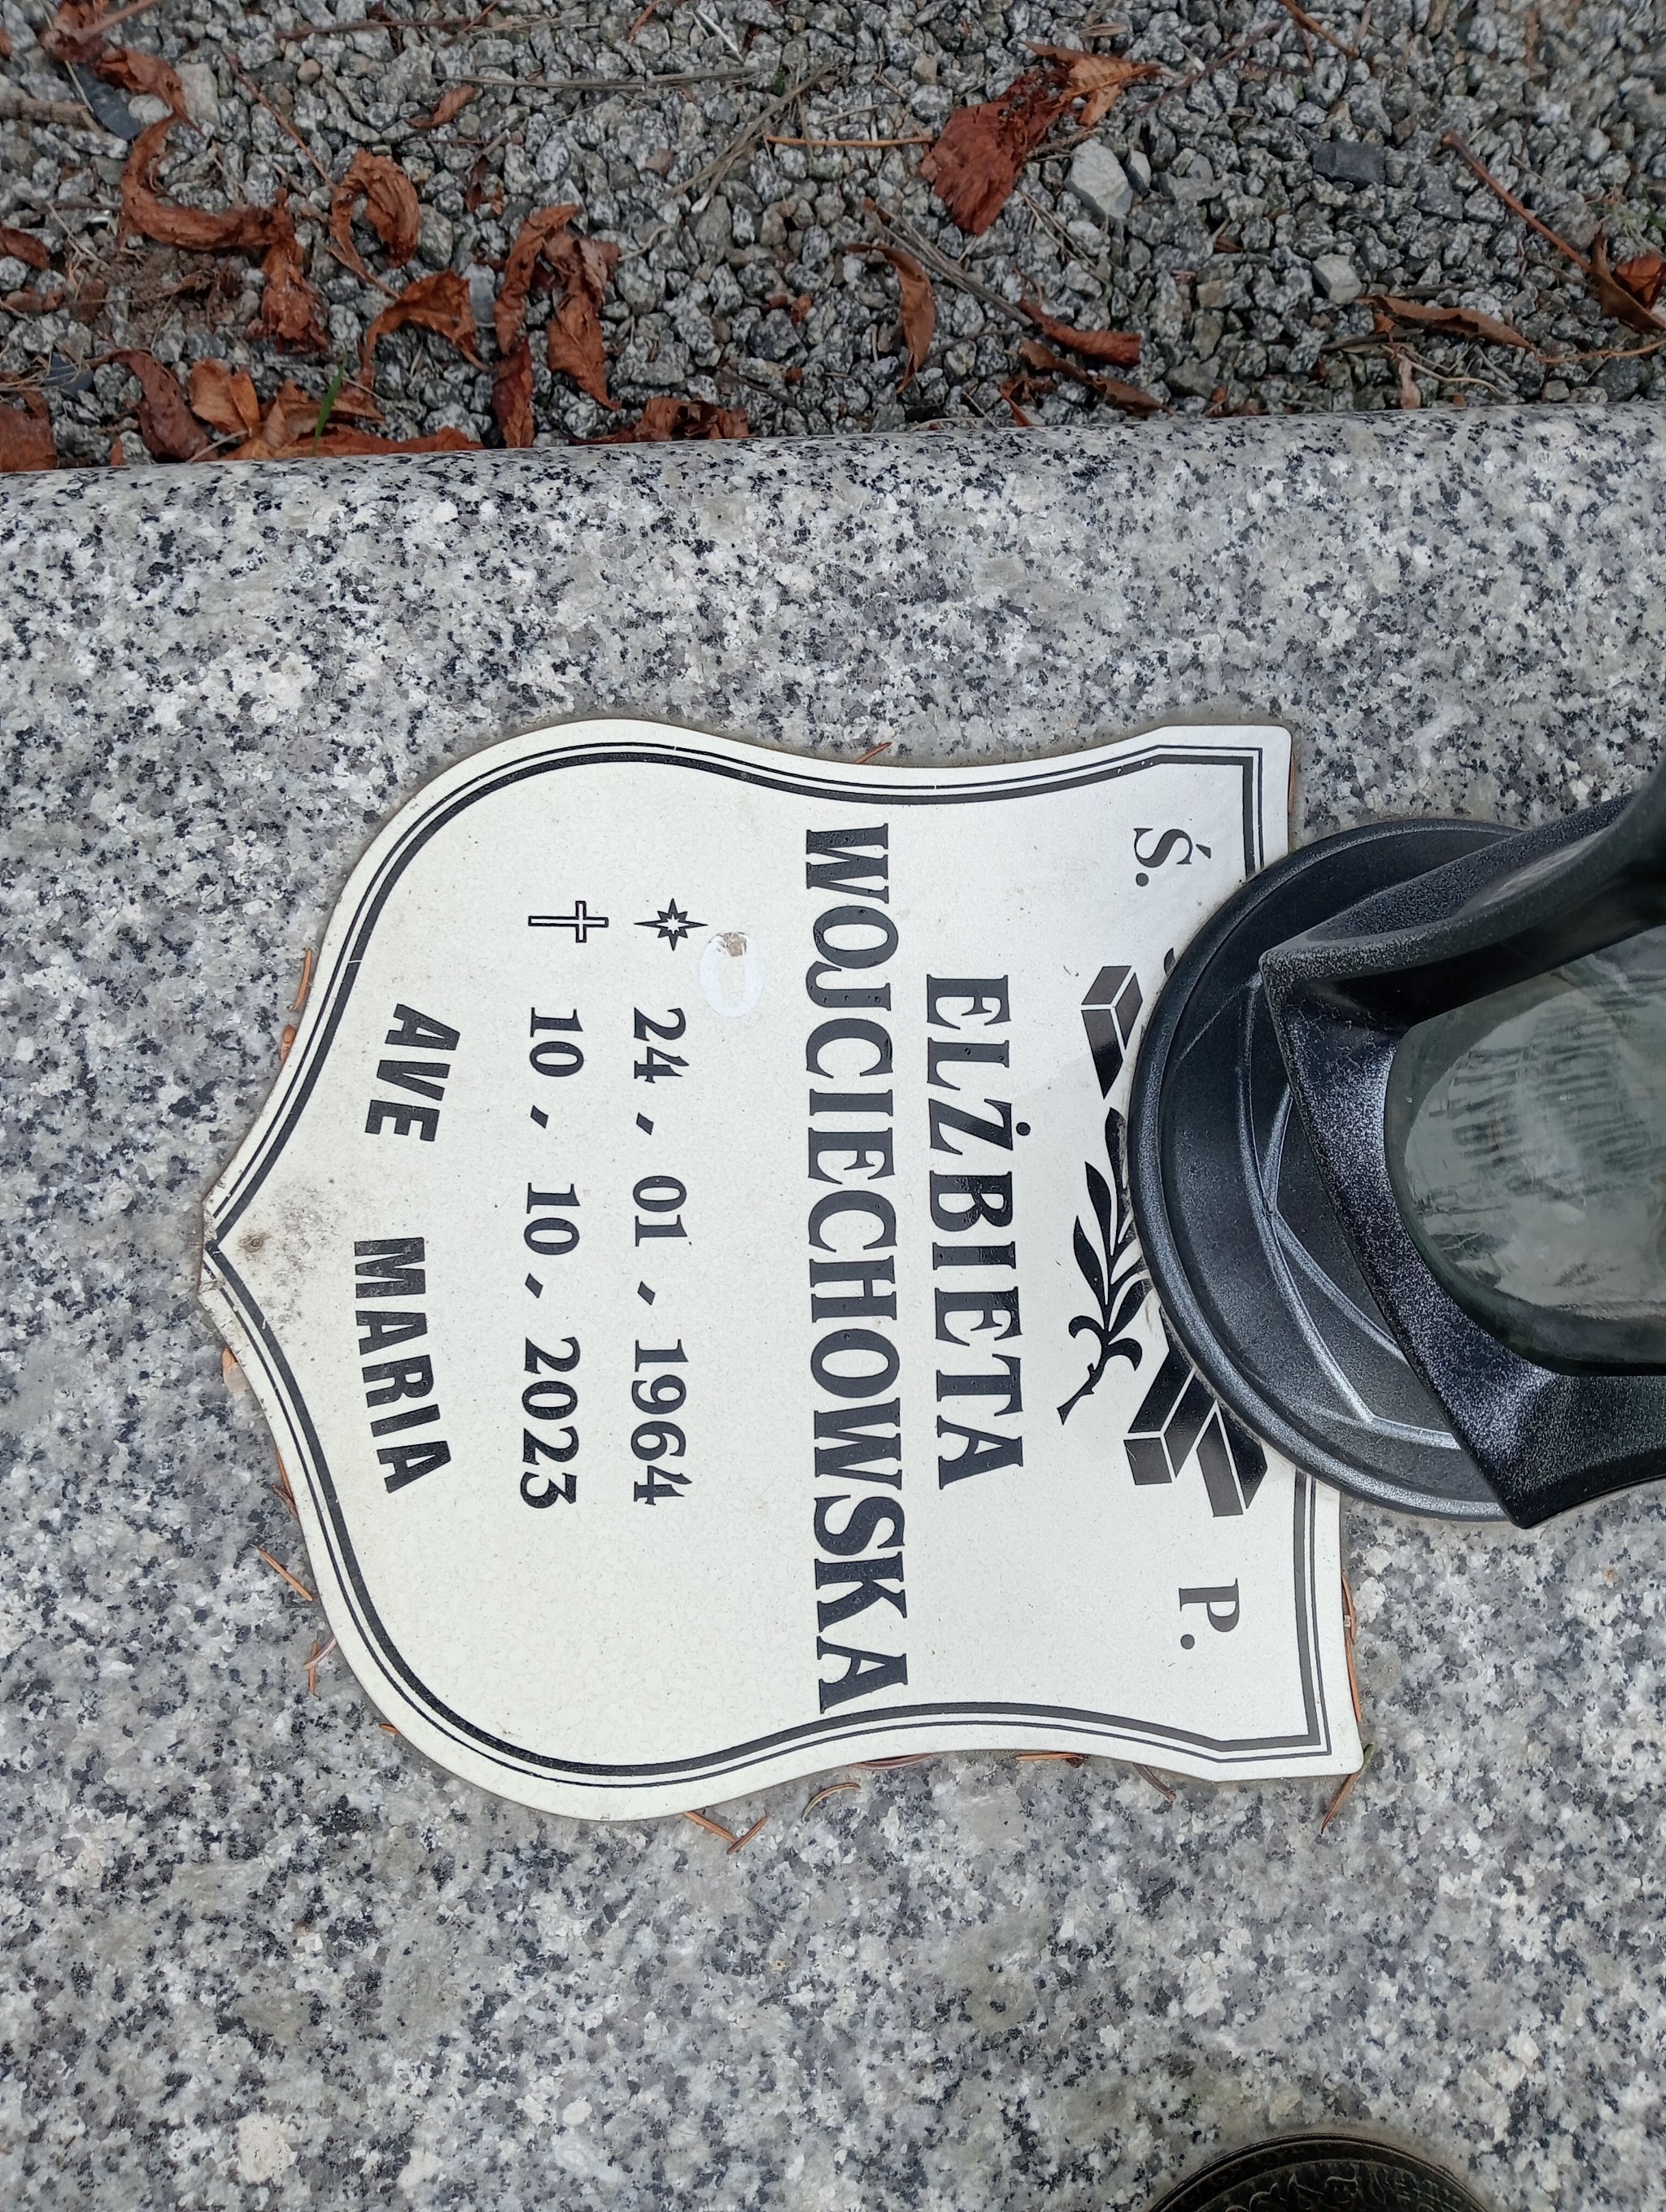 Ś. P.
ELŻBIETA
WOJCIECHOWSKA
24 . 01 . 1964
10 . 10 . 2023
AVE MARIA